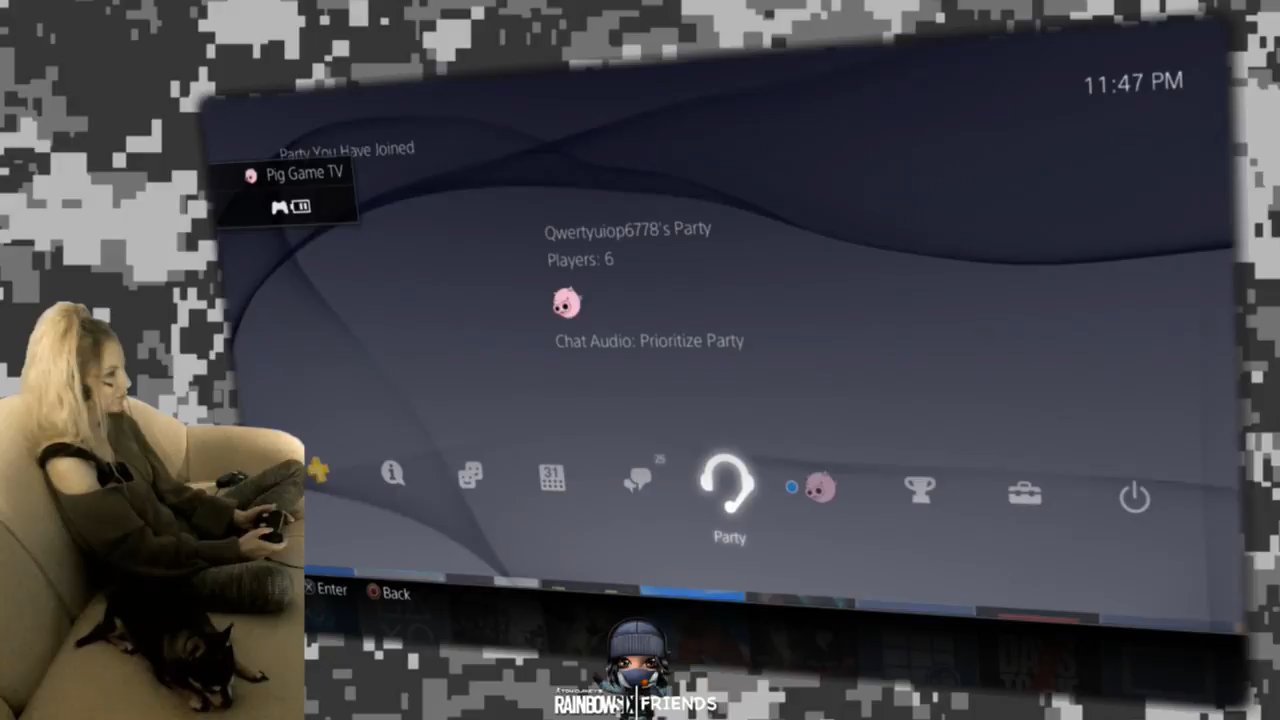 11:47 PM
Party You Have Joined
Pig Game TV
Qwertyuiop6778's Party
Players: 6
Chat Audio: Prioritize Party
31
25
Party
Enter
Back
RAINBOW SIX | FRIENDS